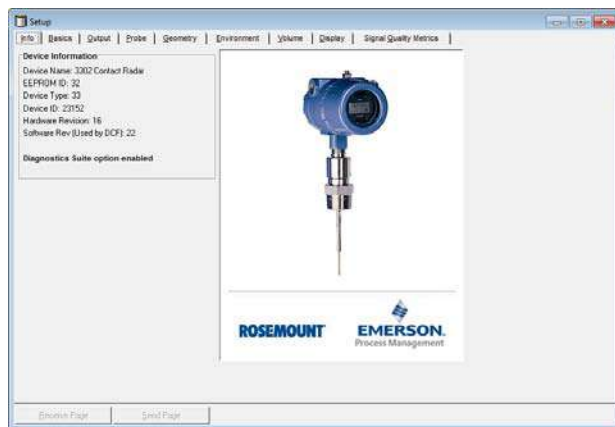 Setup
Info Basics Output Probe Geometry Environment Volume Display Signal Quality Metrics
Device Information
Device Name: 3302 Contact Radar
EEPROM ID: 32
Device Type: 33
Device ID: 23152
Hardware Revision: 16
Software Rev (Used by DCF): 22
Diagnostics Suite option enabled
ROSEMOUNT EMERSON.
Process Management
Receive Page Send Page